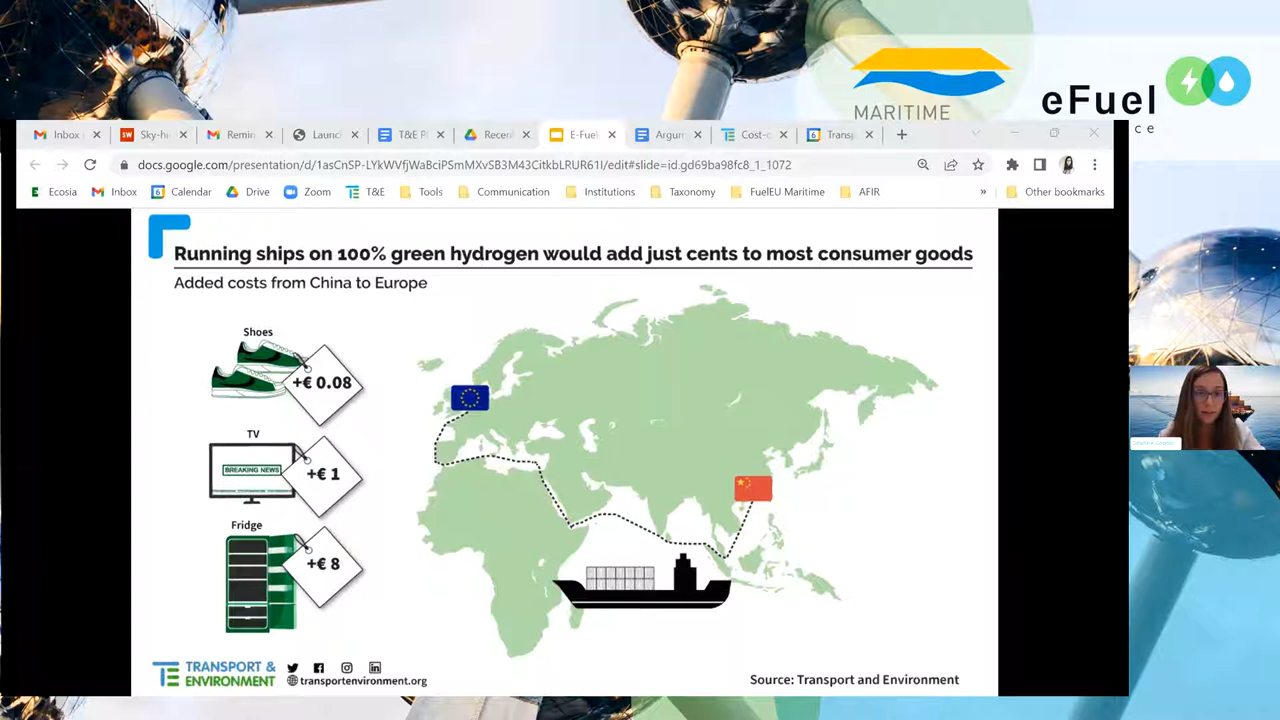 MARITIME
eFuel
ce
Inbox
Sky-hi
Remin
Launc
T&E Pl
Recen
E-Fuel
Argum
Cost-c
Transp
docs.google.com/presentation/d/1asCnSP-LYkWVfjWaBciPSmMXvS33M43CitkbLRUR61I/edit#slide=id.gd69ba98fc8_1_1072
Ecosia
Inbox
Calendar
Drive
Zoom
T&E
Tools
Communication
Institutions
Taxonomy
FuelEU Maritime
AFIR
»
Other bookmarks
Running ships on 100% green hydrogen would add just cents to most consumer goods
Added costs from China to Europe
Shoes
+€ 0.08
TV
BREAKING NEWS
+€ 1
Fridge
+€ 8
TRANSPORT &
ENVIRONMENT
transportenvironment.org
Source: Transport and Environment